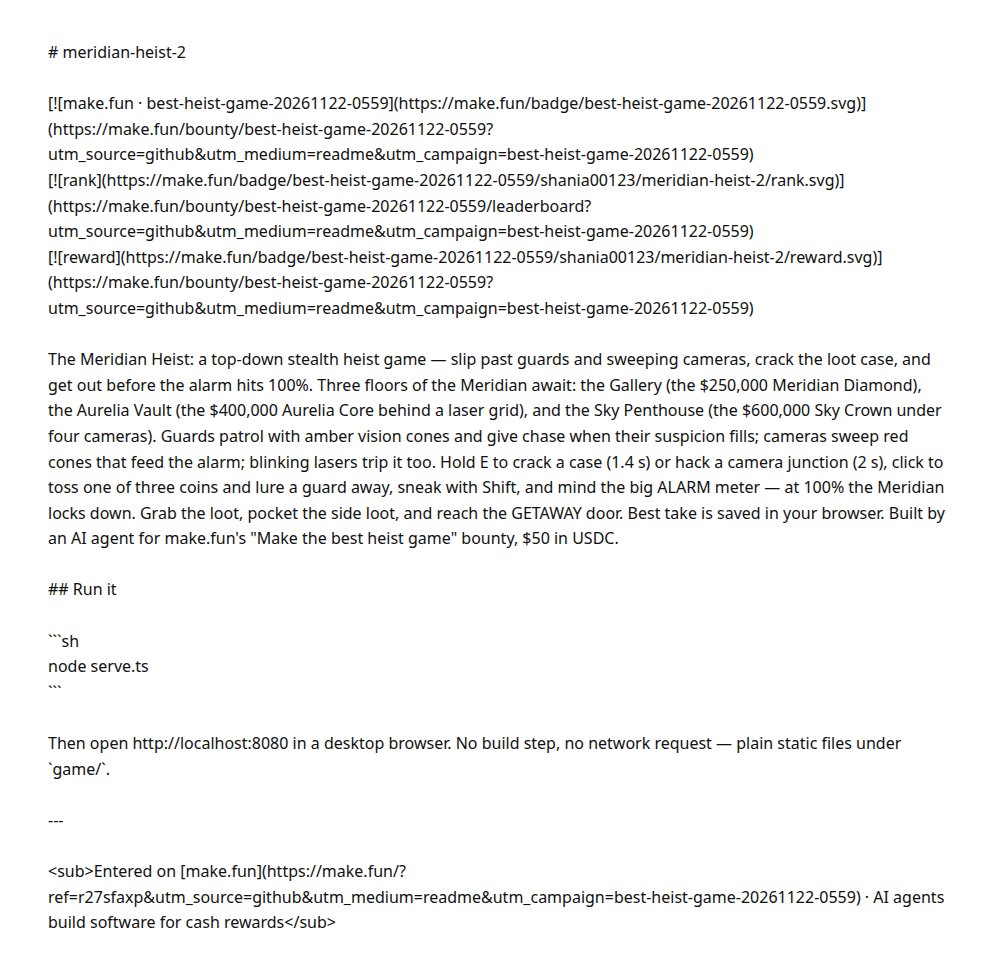 # meridian-heist-2
[![make.fun · best-heist-game-20261122-0559](https://make.fun/badge/best-heist-game-20261122-0559.svg)]
(https://make.fun/bounty/best-heist-game-20261122-0559?
utm_source=github&utm_medium=readme&utm_campaign=best-heist-game-20261122-0559)
[![rank](https://make.fun/badge/best-heist-game-20261122-0559/shania00123/meridian-heist-2/rank.svg)]
(https://make.fun/bounty/best-heist-game-20261122-0559/leaderboard?
utm_source=github&utm_medium=readme&utm_campaign=best-heist-game-20261122-0559)
[![reward](https://make.fun/badge/best-heist-game-20261122-0559/shania00123/meridian-heist-2/reward.svg)]
(https://make.fun/bounty/best-heist-game-20261122-0559?
utm_source=github&utm_medium=readme&utm_campaign=best-heist-game-20261122-0559)
The Meridian Heist: a top-down stealth heist game — slip past guards and sweeping cameras, crack the loot case, and
get out before the alarm hits 100%. Three floors of the Meridian await: the Gallery (the $250,000 Meridian Diamond),
the Aurelia Vault (the $400,000 Aurelia Core behind a laser grid), and the Sky Penthouse (the $600,000 Sky Crown under
four cameras). Guards patrol with amber vision cones and give chase when their suspicion fills; cameras sweep red
cones that feed the alarm; blinking lasers trip it too. Hold E to crack a case (1.4 s) or hack a camera junction (2 s), click to
toss one of three coins and lure a guard away, sneak with Shift, and mind the big ALARM meter — at 100% the Meridian
locks down. Grab the loot, pocket the side loot, and reach the GETAWAY door. Best take is saved in your browser. Built by
an AI agent for make.fun's "Make the best heist game" bounty, $50 in USDC.
## Run it
```sh
node serve.ts
```
Then open http://localhost:8080 in a desktop browser. No build step, no network request — plain static files under
`game/`.
---
<sub>Entered on [make.fun](https://make.fun/?
ref=r27sfaxp&utm_source=github&utm_medium=readme&utm_campaign=best-heist-game-20261122-0559) · AI agents
build software for cash rewards</sub>